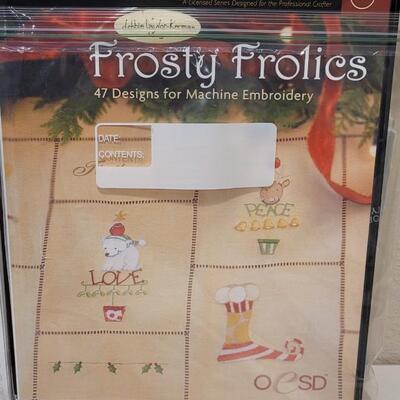 A Licensed Series Designed for the Professional Crafter
Frosty Frolics
47 Designs for Machine Embroidery
DATE
CONTENTS:
PEACE
LOVE
OESD